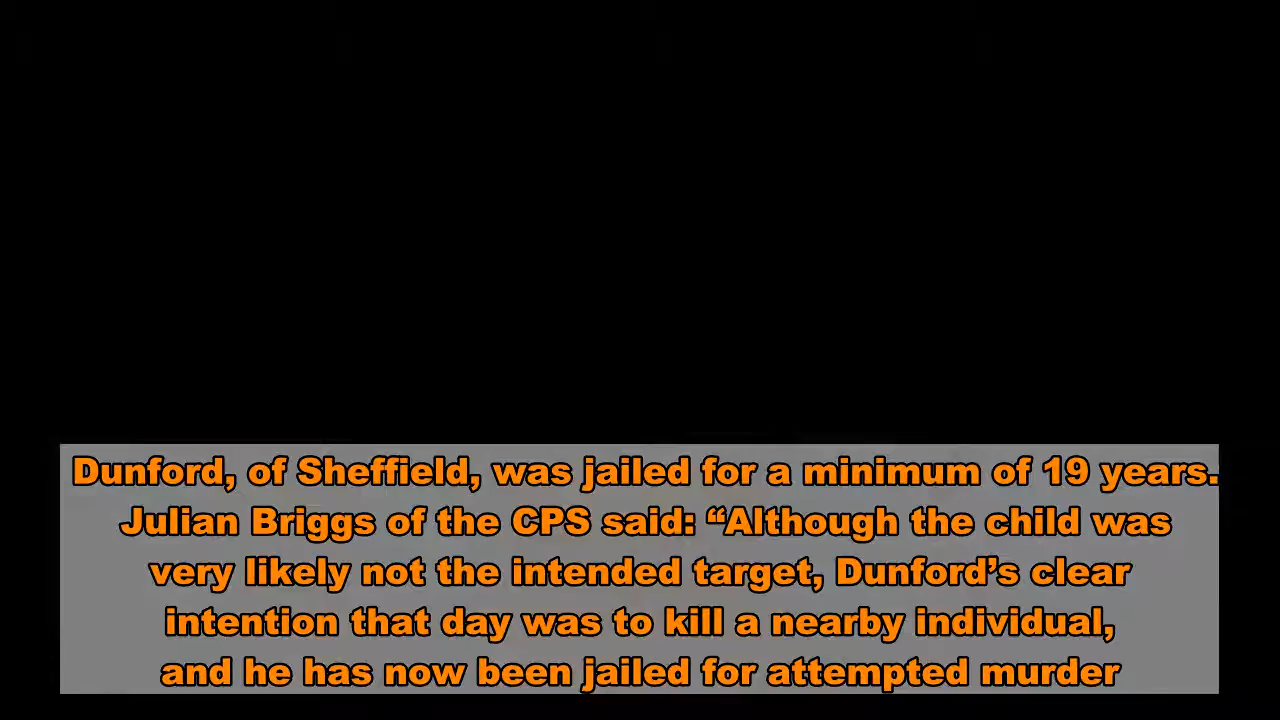 Dunford, of Sheffield, was jailed for a minimum of 19 years.
Julian Briggs of the CPS said: “Although the child was
very likely not the intended target, Dunford’s clear
intention that day was to kill a nearby individual,
and he has now been jailed for attempted murder